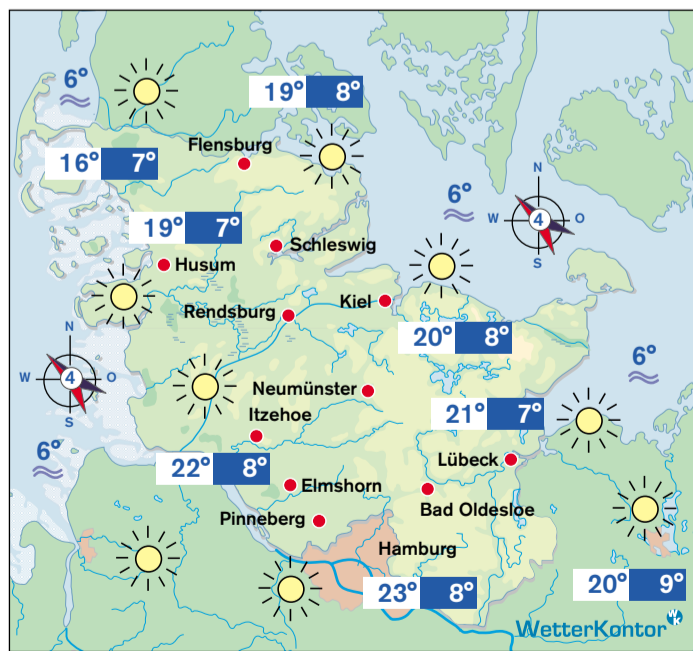 6°
19° 8°
Flensburg
16° 7°
6°
N
W 4 O
S
19° 7°
Schleswig
Husum
Kiel
Rendsburg
20° 8°
N
W 4 O
S
6°
Neumünster
21° 7°
Itzehoe
6°
22° 8°
Lübeck
Elmshorn
Bad Oldesloe
Pinneberg
Hamburg
23° 8°
20° 9°
WetterKontor
WK